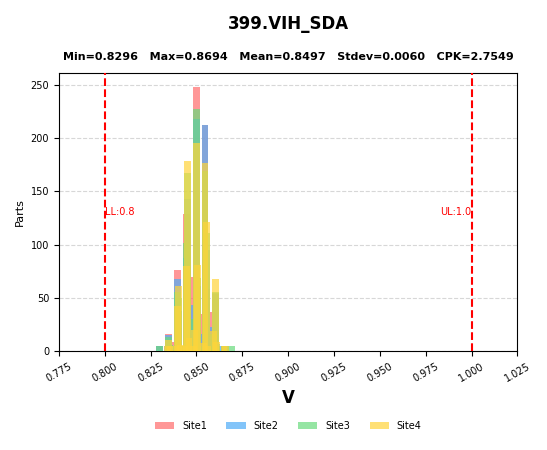 399.VIH_SDA
Min=0.8296 Max=0.8694 Mean=0.8497 Stdev=0.0060 CPK=2.7549
250
200
150
100
50
0
Parts
LL:0.8
UL:1.0
0.775 0.800 0.825 0.850 0.875 0.900 0.925 0.950 0.975 1.000 1.025
V
Site1 Site2 Site3 Site4